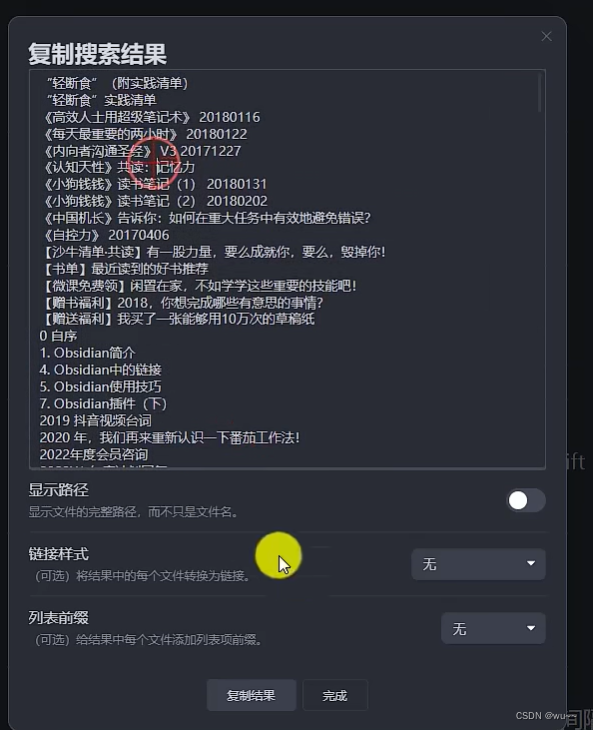 复制搜索结果
“轻断食”（附实践清单）
“轻断食”实践清单
《高效人士用超级笔记术》 20180116
《每天最重要的两小时》 20180122
《内向者沟通圣经》 V3 20171227
《认知天性》共读：记忆力
《小狗钱钱》读书笔记（1） 20180131
《小狗钱钱》读书笔记（2） 20180202
《中国机长》告诉你：如何在重大任务中有效地避免错误？
《自控力》 20170406
【沙牛清单·共读】有一股力量，要么成就你，要么，毁掉你！
【书单】最近读到的好书推荐
【微课免费领】闲置在家，不如学学这些重要的技能吧！
【赠书福利】2018，你想完成哪些有意思的事情？
【赠送福利】我买了一张能够用10万次的草稿纸
0 自序
1. Obsidian简介
4. Obsidian中的链接
5. Obsidian使用技巧
7. Obsidian插件（下）
2019 抖音视频台词
2020 年，我们再来重新认识一下番茄工作法！
2022年度会员咨询
ift
显示路径
显示文件的完整路径，而不只是文件名。
链接样式
（可选）将结果中的每个文件转换为链接。
无
列表前缀
（可选）给结果中每个文件添加列表项前缀。
无
复制结果
完成
CSDN @wu~~